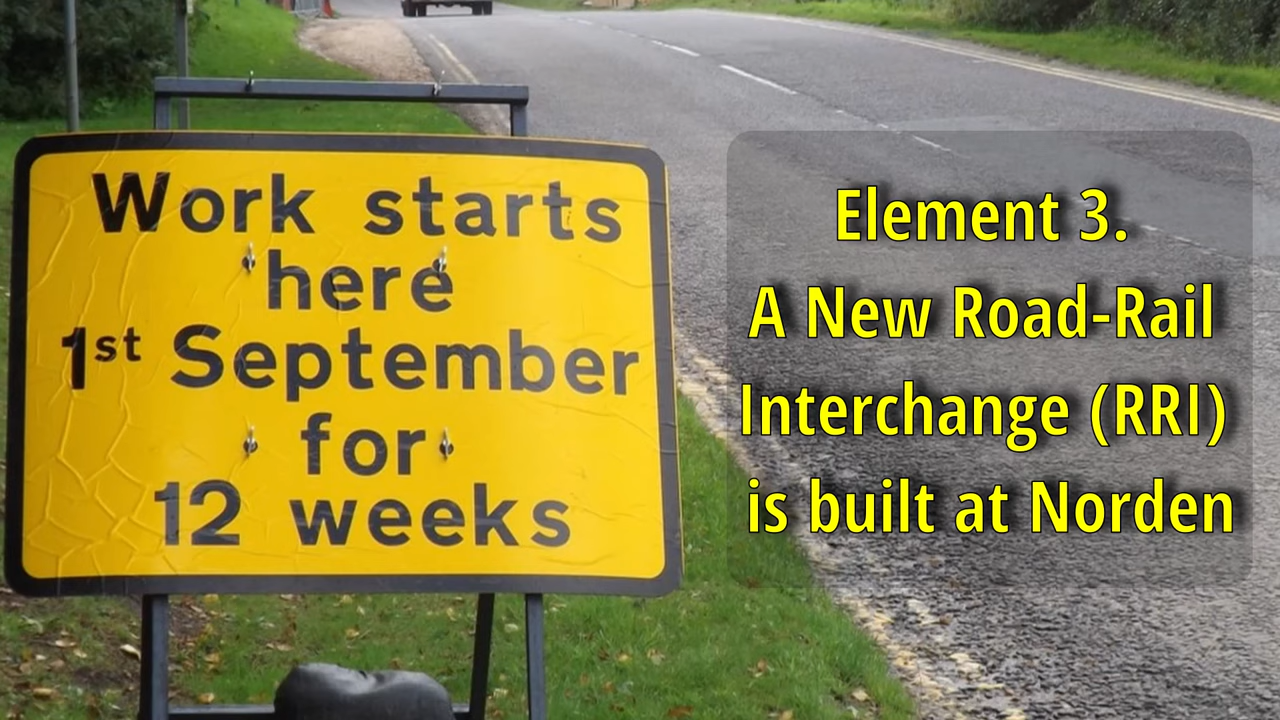 Work starts
here
1st September
for
12 weeks
Element 3.
A New Road-Rail
Interchange (RRI)
is built at Norden